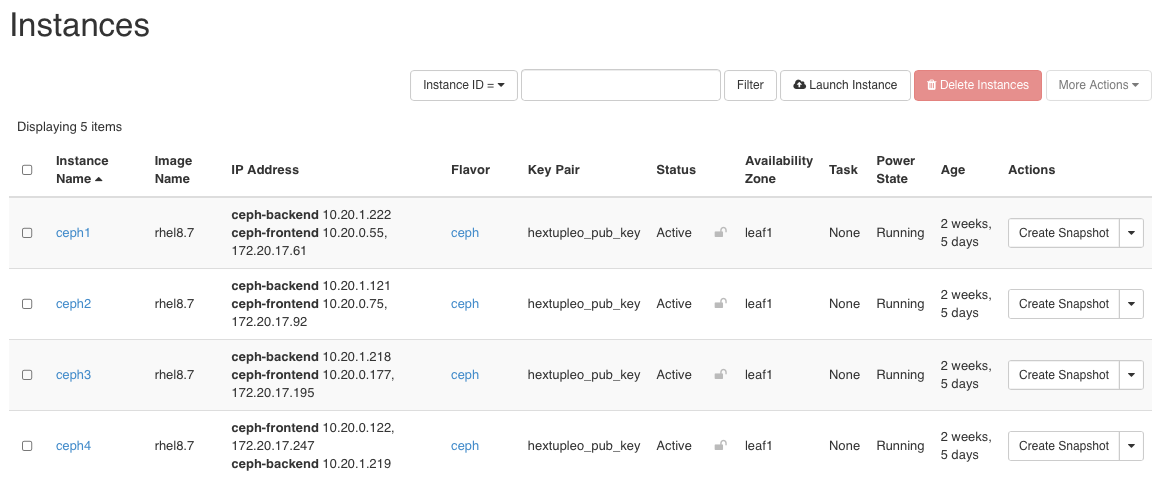 Instances
Instance ID = Filter Launch Instance Delete Instances More Actions
Displaying 5 items
Instance Name Image Name IP Address Flavor Key Pair Status Availability Zone Task Power State Age Actions
ceph-backend 10.20.1.222
ceph1 rhel8.7 ceph-frontend 10.20.0.55, ceph hextupleo_pub_key Active leaf1 None Running 2 weeks, 5 days Create Snapshot
172.20.17.61
ceph-backend 10.20.1.121
ceph2 rhel8.7 ceph-frontend 10.20.0.75, ceph hextupleo_pub_key Active leaf1 None Running 2 weeks, 5 days Create Snapshot
172.20.17.92
ceph-backend 10.20.1.218
ceph3 rhel8.7 ceph-frontend 10.20.0.177, ceph hextupleo_pub_key Active leaf1 None Running 2 weeks, 5 days Create Snapshot
172.20.17.195
ceph-frontend 10.20.0.122,
ceph4 rhel8.7 172.20.17.247 ceph hextupleo_pub_key Active leaf1 None Running 2 weeks, 5 days Create Snapshot
ceph-backend 10.20.1.219